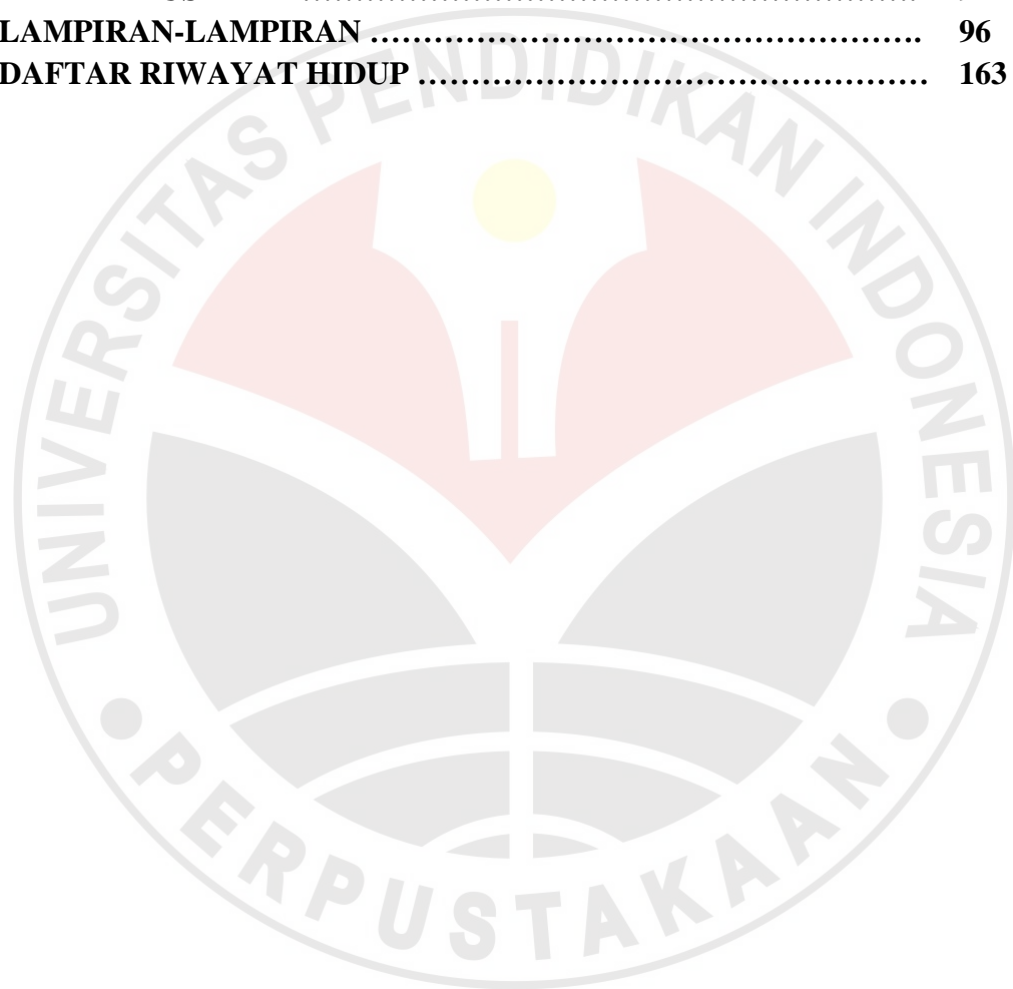 LAMPIRAN-LAMPIRAN ……………………………………………. 96
DAFTAR RIWAYAT HIDUP ………………………………………… 163
UNIVERSITAS PENDIDIKAN INDONESIA
PERPUSTAKAAN